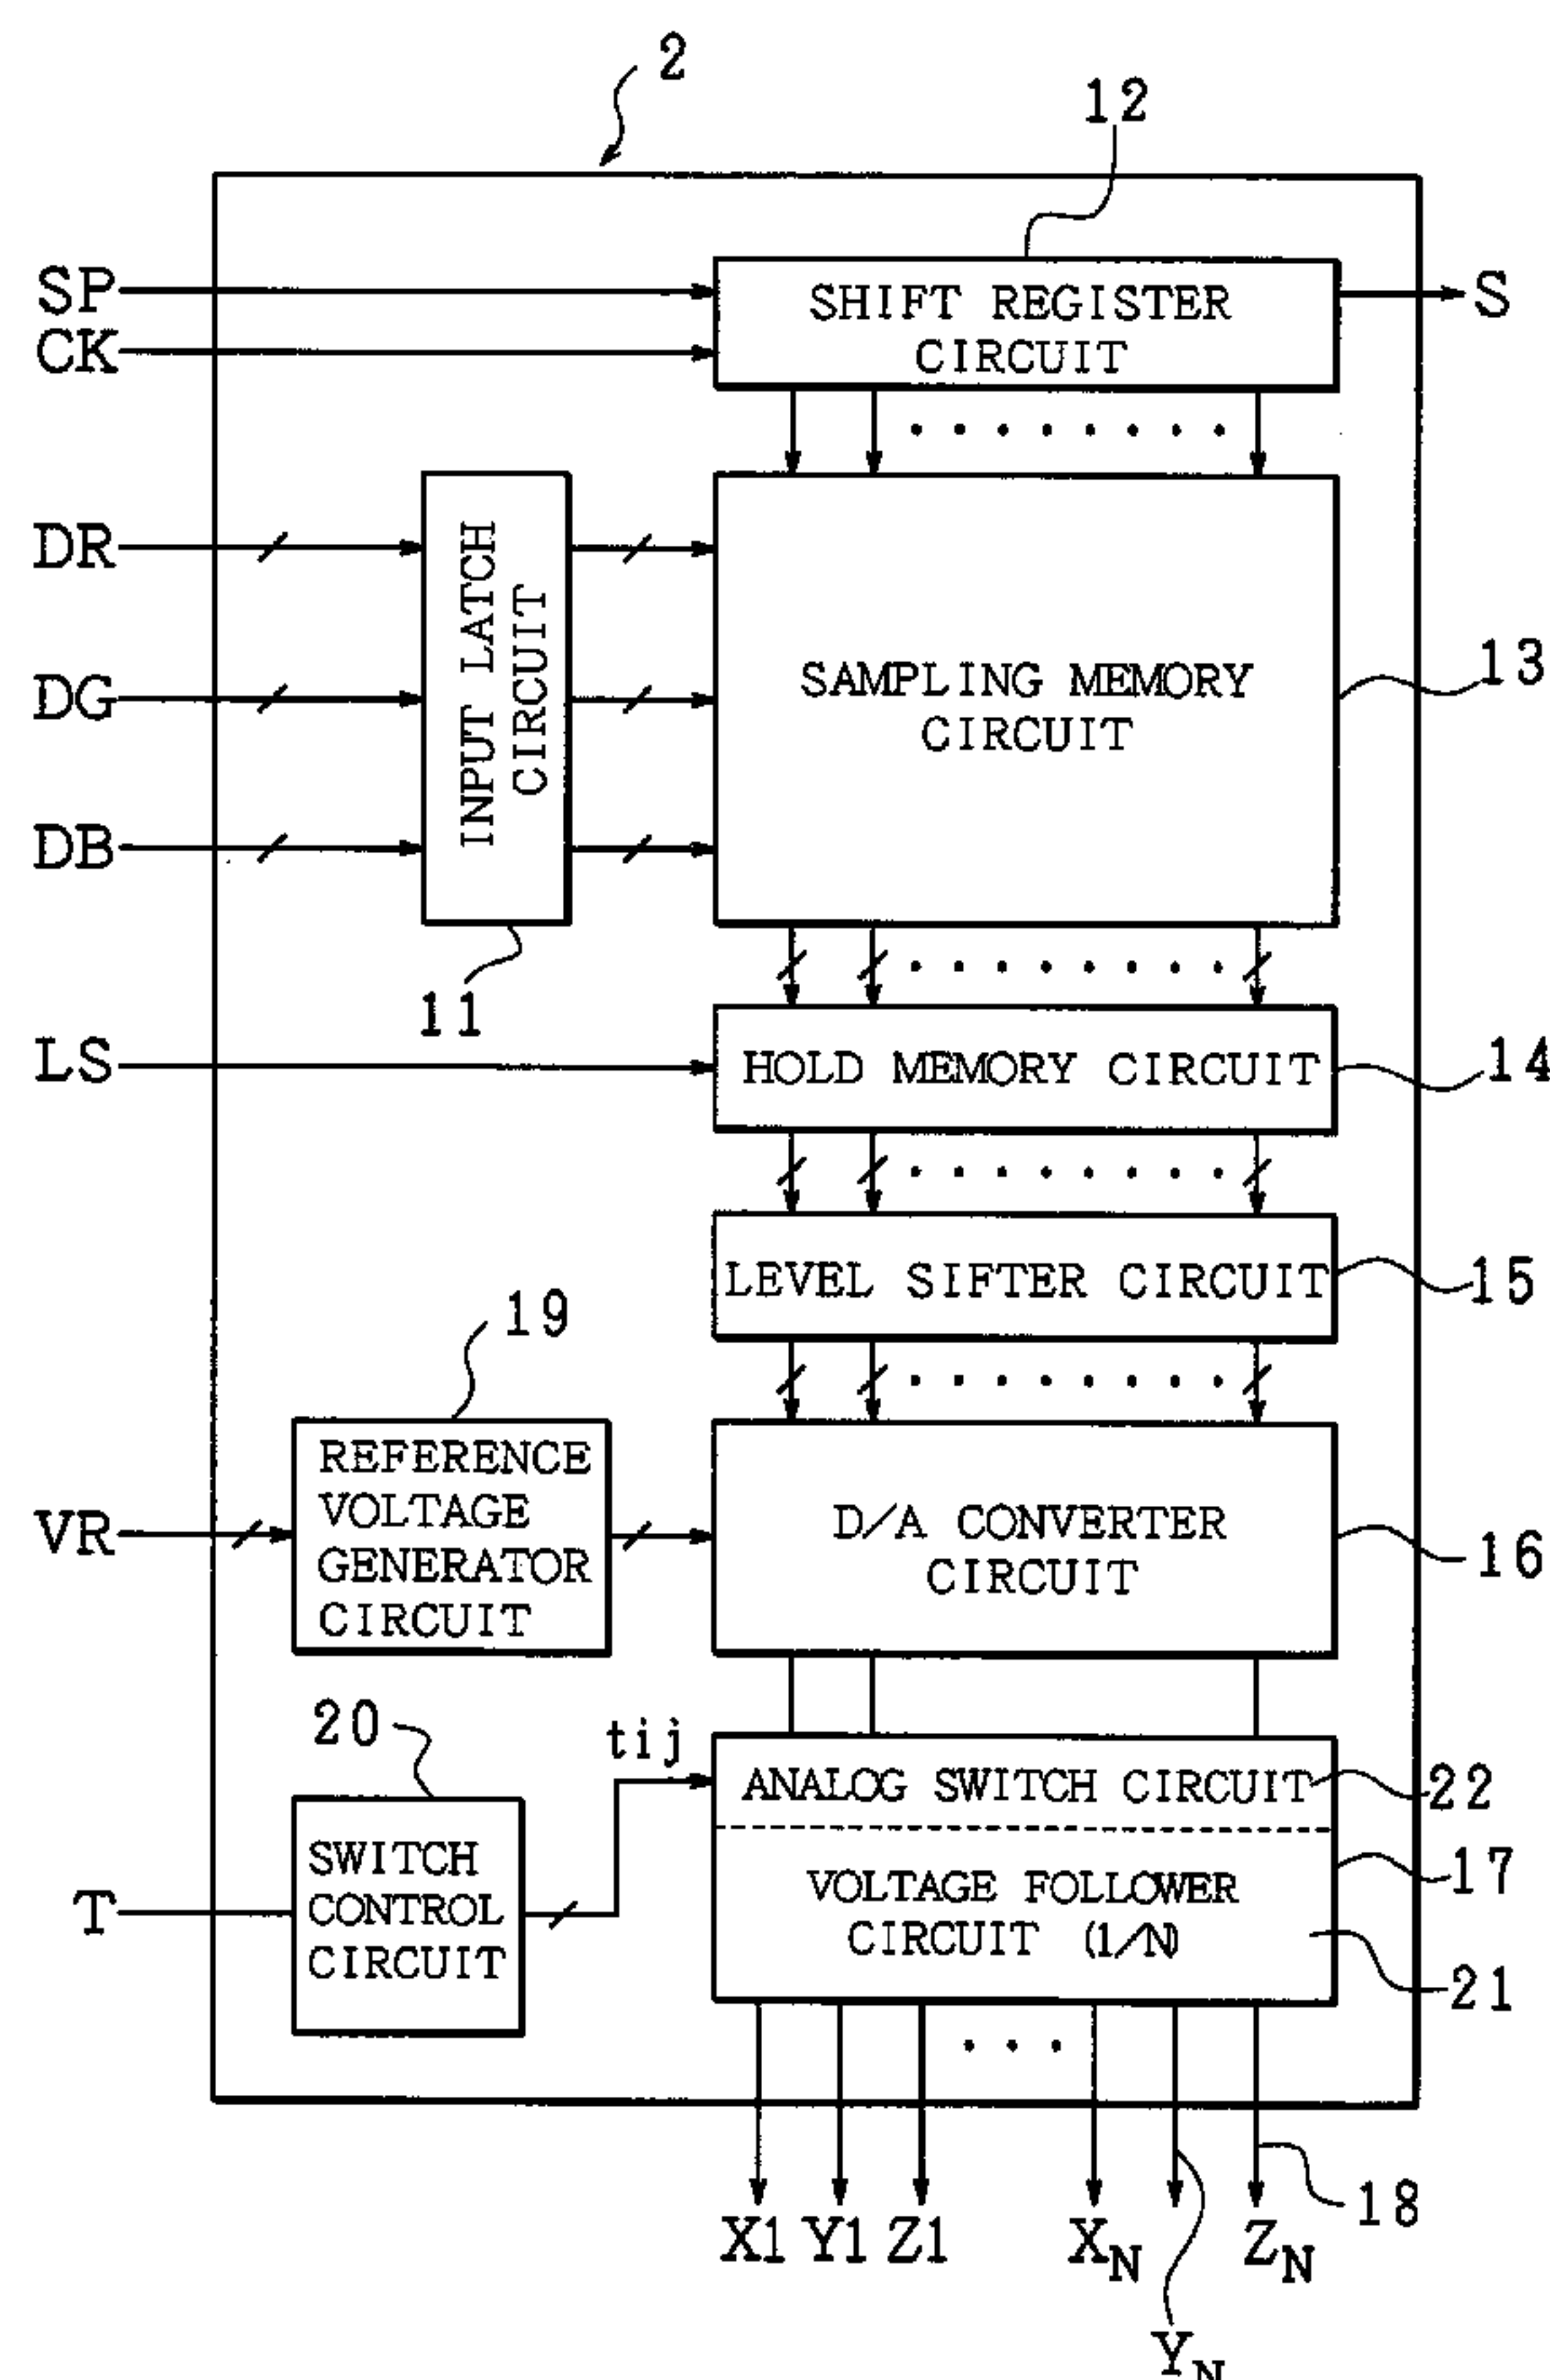 2
12
SP
SHIFT REGISTER
CIRCUIT
S
CK
DR
DG
DB
INPUT LATCH
CIRCUIT
11
SAMPLING MEMORY
CIRCUIT
13
LS
HOLD MEMORY CIRCUIT
14
LEVEL SIFTER CIRCUIT
15
19
VR
REFERENCE
VOLTAGE
GENERATOR
CIRCUIT
D/A CONVERTER
CIRCUIT
16
20
tij
ANALOG SWITCH CIRCUIT
22
T
SWITCH
CONTROL
CIRCUIT
VOLTAGE FOLLOWER
CIRCUIT (1/N)
17
21
18
X1 Y1 Z1 XN ZN
YN